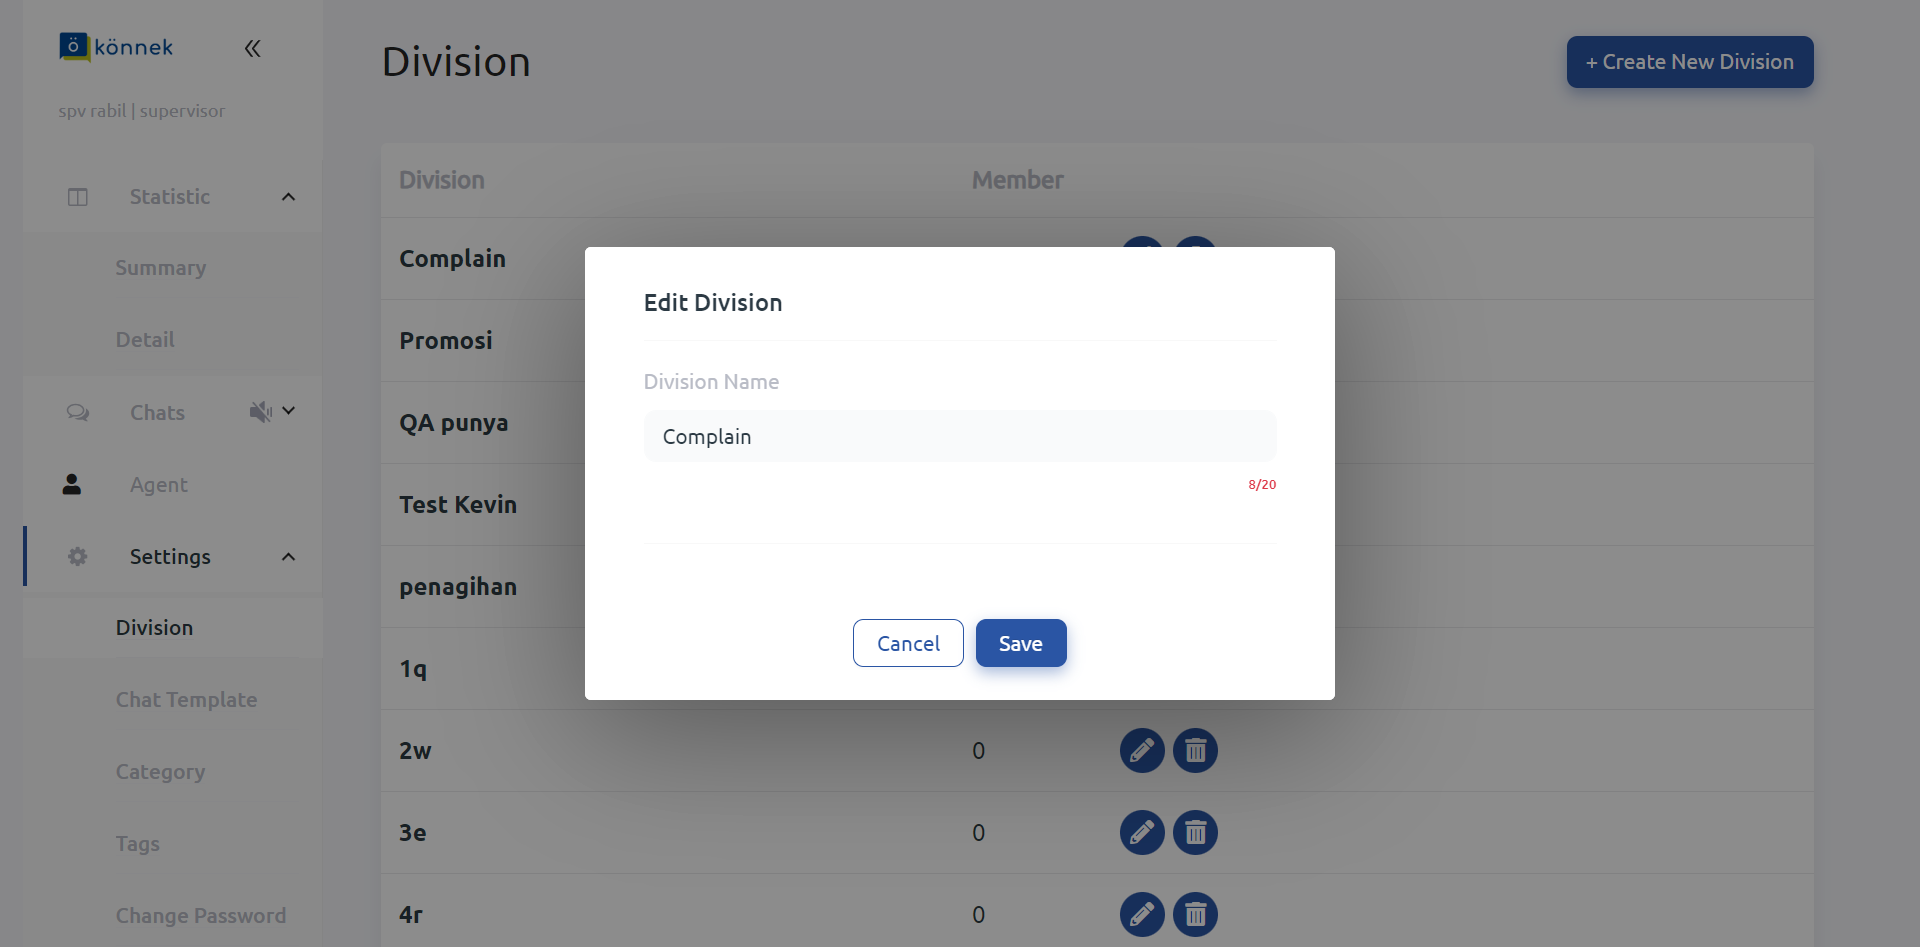 könnek
spv rabil | supervisor
Statistic
Summary
Detail
Chats
Agent
Settings
Division
Chat Template
Category
Tags
Change Password
Division
+ Create New Division
Division Member
Complain
Promosi
QA punya
Test Kevin
penagihan
1q
2w 0
3e 0
4r 0
Edit Division
Division Name
Complain
8/20
Cancel Save